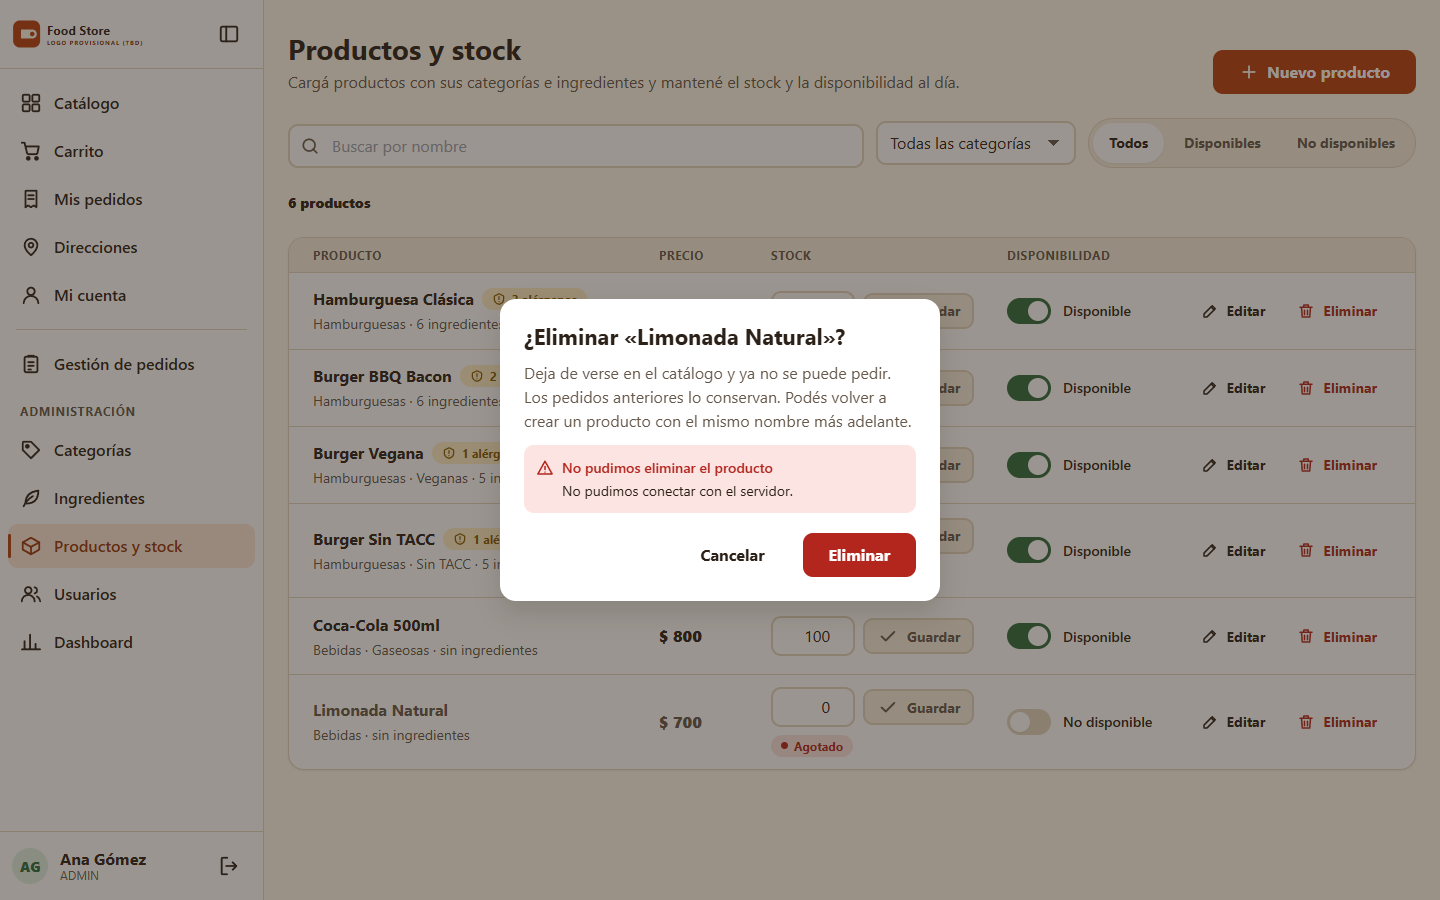 Food Store
LOGO PROVISIONAL (TBD)
Catálogo
Carrito
Mis pedidos
Direcciones
Mi cuenta
Gestión de pedidos
ADMINISTRACIÓN
Categorías
Ingredientes
Productos y stock
Usuarios
Dashboard
AG
Ana Gómez
ADMIN
Productos y stock
Cargá productos con sus categorías e ingredientes y mantené el stock y la disponibilidad al día.
Nuevo producto
Buscar por nombre
Todas las categorías
Todos
Disponibles
No disponibles
6 productos
PRODUCTO PRECIO STOCK DISPONIBILIDAD
Hamburguesa Clásica
Hamburguesas · 6 ingredientes
Disponible Editar Eliminar
Burger BBQ Bacon 2
Hamburguesas · 6 ingredientes
Disponible Editar Eliminar
Burger Vegana 1
Hamburguesas · Veganas · 5
Disponible Editar Eliminar
Burger Sin TACC 1
Hamburguesas · Sin TACC · 5
Disponible Editar Eliminar
Coca-Cola 500ml
Bebidas · Gaseosas · sin ingredientes
$ 800 100 Guardar Disponible Editar Eliminar
Limonada Natural
Bebidas · sin ingredientes
$ 700 0 Guardar No disponible Editar Eliminar
Agotado
¿Eliminar «Limonada Natural»?
Deja de verse en el catálogo y ya no se puede pedir.
Los pedidos anteriores lo conservan. Podés volver a
crear un producto con el mismo nombre más adelante.
No pudimos eliminar el producto
No pudimos conectar con el servidor.
Cancelar
Eliminar